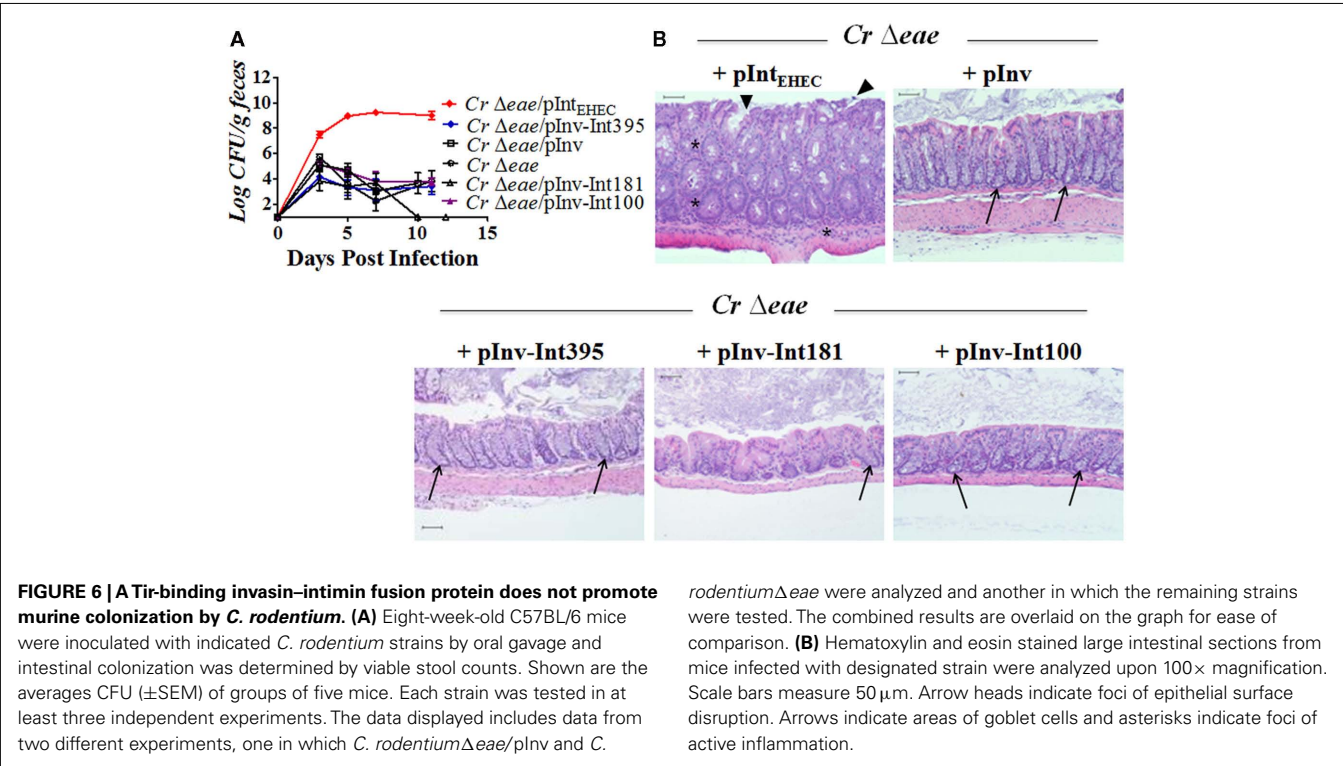 A
Log CFU/g feces
12
10
8
6
4
2
0
5
10
15
Days Post Infection
Cr Δeae/pIntEHEC
Cr Δeae/pInv-Int395
Cr Δeae/pInv
Cr Δeae
Cr Δeae/pInv-Int181
Cr Δeae/pInv-Int100
B
Cr Δeae
+ pIntEHEC
+ pInv
*
*
*
Cr Δeae
+ pInv-Int395
+ pInv-Int181
+ pInv-Int100
FIGURE 6 | A Tir-binding invasin–intimin fusion protein does not promote
murine colonization by C. rodentium. (A) Eight-week-old C57BL/6 mice
were inoculated with indicated C. rodentium strains by oral gavage and
intestinal colonization was determined by viable stool counts. Shown are the
averages CFU (±SEM) of groups of five mice. Each strain was tested in at
least three independent experiments. The data displayed includes data from
two different experiments, one in which C. rodentiumΔeae/pInv and C.
rodentiumΔeae were analyzed and another in which the remaining strains
were tested. The combined results are overlaid on the graph for ease of
comparison. (B) Hematoxylin and eosin stained large intestinal sections from
mice infected with designated strain were analyzed upon 100× magnification.
Scale bars measure 50 μm. Arrow heads indicate foci of epithelial surface
disruption. Arrows indicate areas of goblet cells and asterisks indicate foci of
active inflammation.